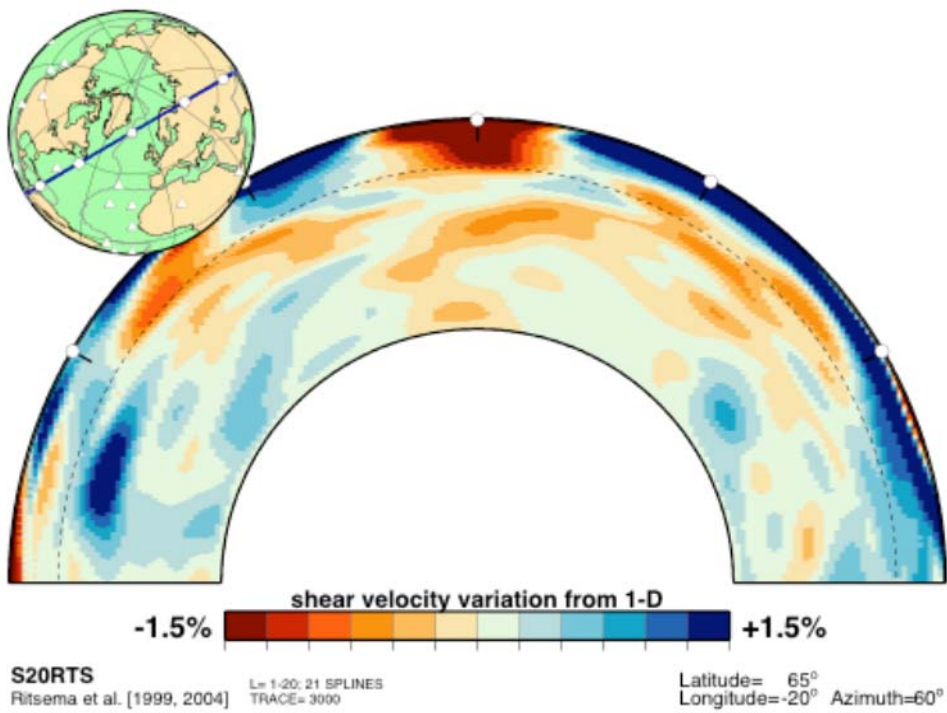 shear velocity variation from 1-D
-1.5% +1.5%
S20RTS
Ritsema et al. [1999, 2004]
L= 1-20; 21 SPLINES
TRACE= 3000
Latitude= 65°
Longitude=-20° Azimuth=60°